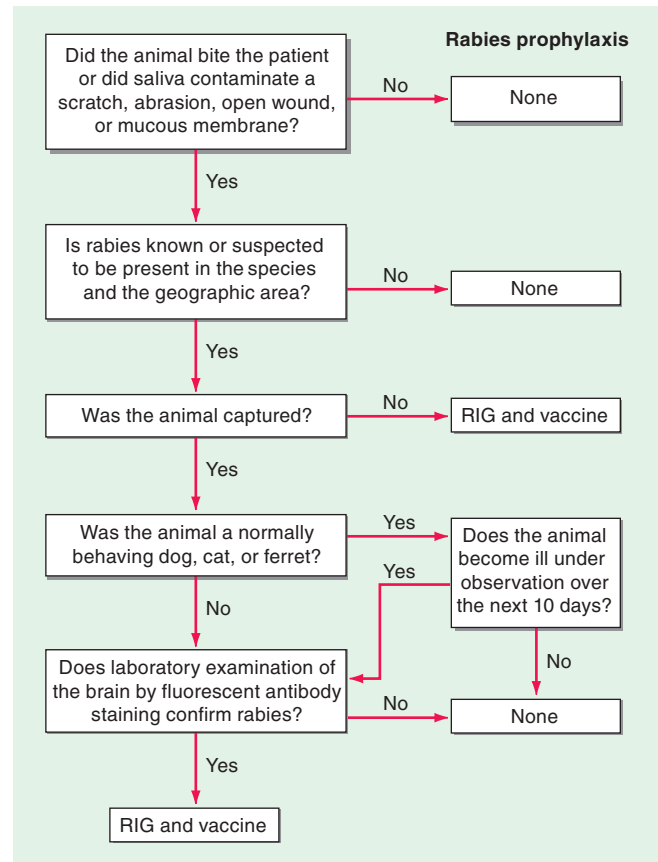 Rabies prophylaxis
Did the animal bite the patient
or did saliva contaminate a
scratch, abrasion, open wound,
or mucous membrane?
No
None
Yes
Is rabies known or suspected
to be present in the species
and the geographic area?
No
None
Yes
Was the animal captured?
No
RIG and vaccine
Yes
Was the animal a normally
behaving dog, cat, or ferret?
Yes
Does the animal
become ill under
observation over
the next 10 days?
Yes
No
No
Does laboratory examination of
the brain by fluorescent antibody
staining confirm rabies?
No
None
Yes
RIG and vaccine